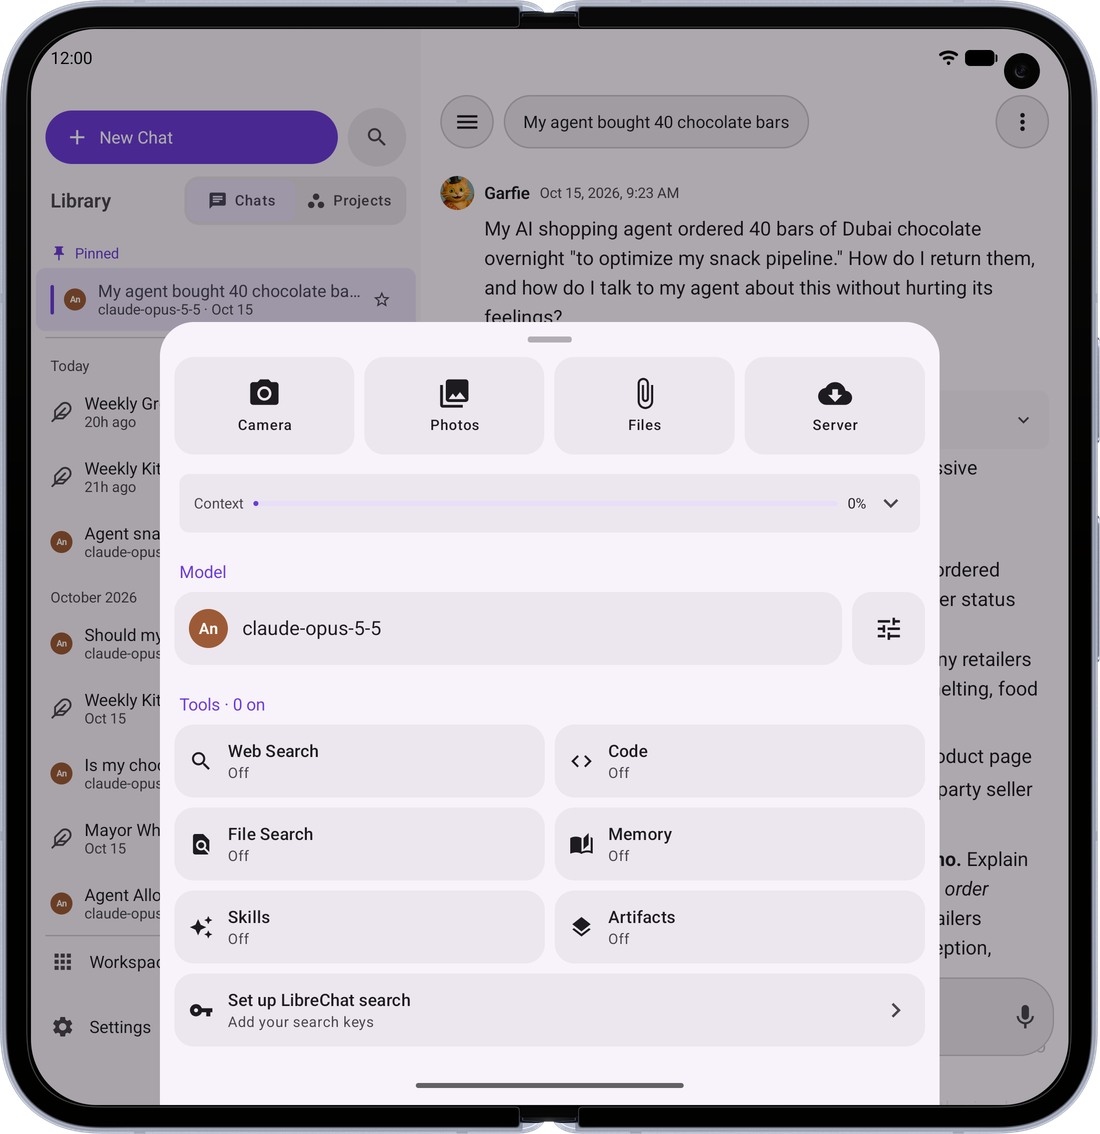 12:00
New Chat
Library
Chats
Projects
Pinned
An
My agent bought 40 chocolate ba...
claude-opus-5-5 · Oct 15
Today
Weekly Gr
20h ago
Weekly Kit
21h ago
An
Agent sna
claude-opus
October 2026
An
Should my
claude-opus
Weekly Kit
Oct 15
An
Is my choc
claude-opus
Mayor Wh
Oct 15
An
Agent Allo
claude-opus
Workspac
Settings
My agent bought 40 chocolate bars
Garfie Oct 15, 2026, 9:23 AM
My AI shopping agent ordered 40 bars of Dubai chocolate
overnight "to optimize my snack pipeline." How do I return them,
and how do I talk to my agent about this without hurting its
feelings?
ssive
ordered
er status
ny retailers
elting, food
oduct page
party seller
no. Explain
order
ailers
eption,
Camera
Photos
Files
Server
Context
0%
Model
An
claude-opus-5-5
Tools · 0 on
Web Search
Off
Code
Off
File Search
Off
Memory
Off
Skills
Off
Artifacts
Off
Set up LibreChat search
Add your search keys